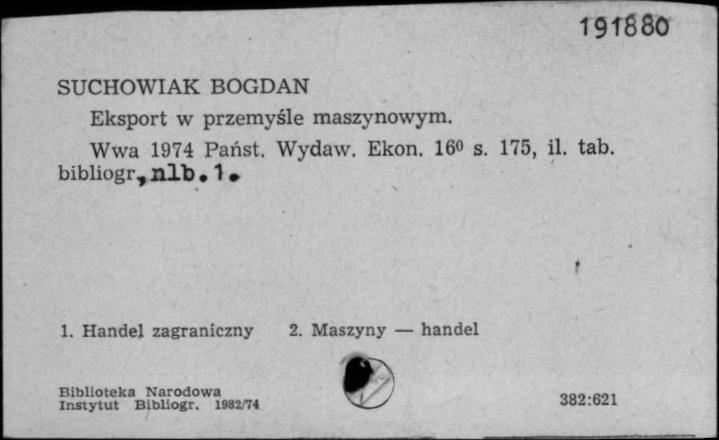 191880
SUCHOWIAK BOGDAN
Eksport w przemyśle maszynowym.
Wwa 1974 Państ. Wydaw. Ekon. 16⁰ s. 175, il. tab.
bibliogr., nlb. 1.
1. Handel zagraniczny 2. Maszyny — handel
Biblioteka Narodowa
Instytut Bibliogr. 1982/74
382:621